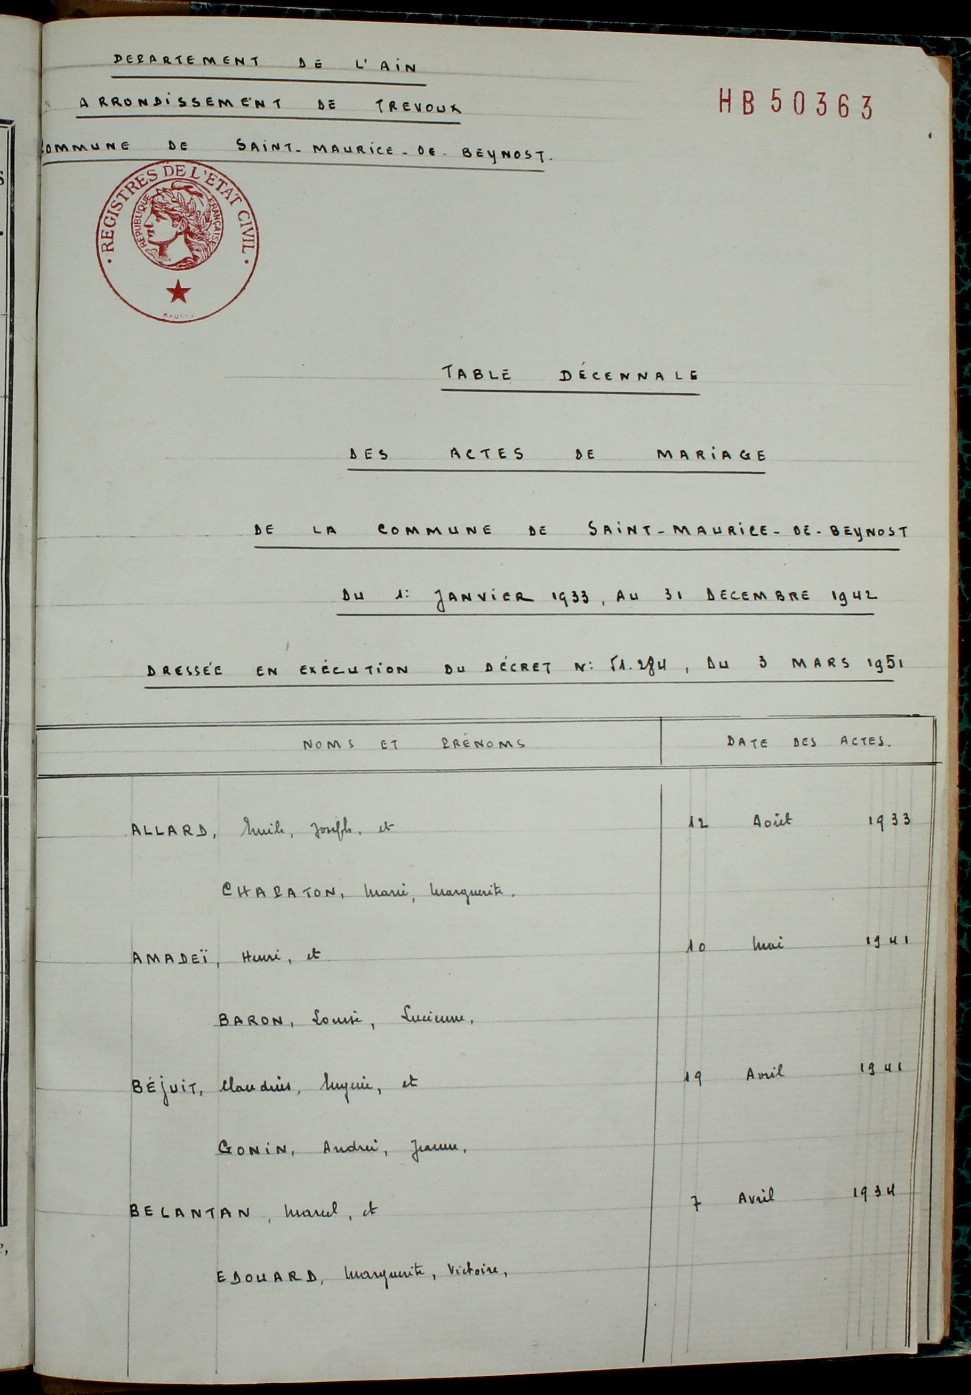 DEPARTEMENT DE L'AIN
HB 50363
ARRONDISSEMENT DE TREVOUX
COMMUNE DE SAINT-MAURICE-DE-BEYNOST.
REGISTRES DE L'ETAT CIVIL
REPUBLIQUE FRANÇAISE
TABLE DÉCENNALE
DES ACTES DE MARIAGE
DE LA COMMUNE DE SAINT-MAURICE-DE-BEYNOST
DU 1: JANVIER 1933, AU 31 DECEMBRE 1942
DRESSÉE EN EXÉCUTION DU DÉCRET N: 51.284, DU 3 MARS 1951
NOMS ET PRÉNOMS DATE DES ACTES.
ALLARD, Emile, Joseph, et 12 Août 1933
CHAPATON, Marie, Marguerite.
AMADEÏ, Henri, et 10 Mai 1941
BARON, Louise, Lucienne,
BÉJUIT, Claudius, Eugène, et 19 Avril 1941
GONIN, Andrée, Jeanne,
BELANTAN, Marcel, et 7 Avril 1934
EDOUARD, Marguerite, Victoire,